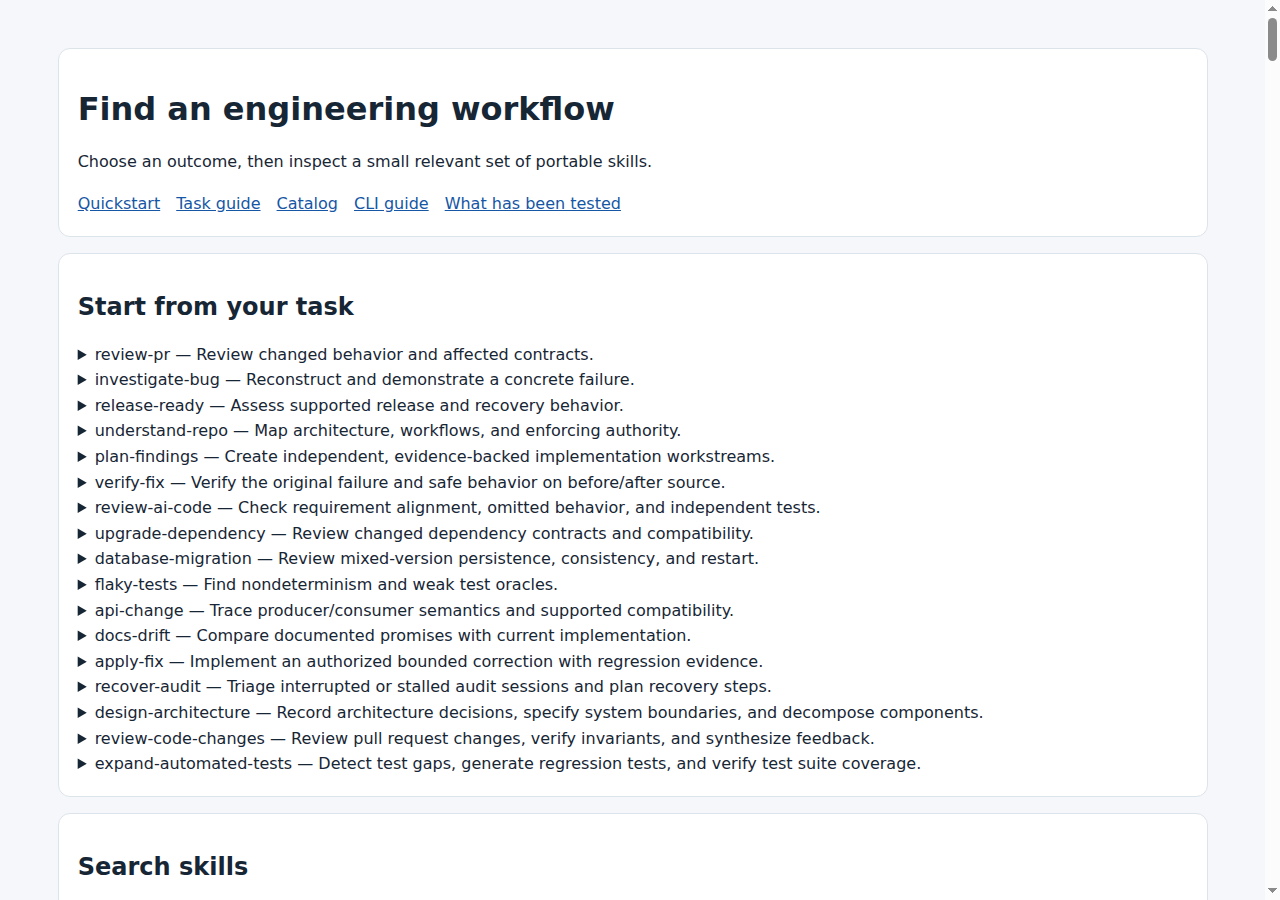 Find an engineering workflow
Choose an outcome, then inspect a small relevant set of portable skills.
Quickstart Task guide Catalog CLI guide What has been tested
Start from your task
review-pr — Review changed behavior and affected contracts.
investigate-bug — Reconstruct and demonstrate a concrete failure.
release-ready — Assess supported release and recovery behavior.
understand-repo — Map architecture, workflows, and enforcing authority.
plan-findings — Create independent, evidence-backed implementation workstreams.
verify-fix — Verify the original failure and safe behavior on before/after source.
review-ai-code — Check requirement alignment, omitted behavior, and independent tests.
upgrade-dependency — Review changed dependency contracts and compatibility.
database-migration — Review mixed-version persistence, consistency, and restart.
flaky-tests — Find nondeterminism and weak test oracles.
api-change — Trace producer/consumer semantics and supported compatibility.
docs-drift — Compare documented promises with current implementation.
apply-fix — Implement an authorized bounded correction with regression evidence.
recover-audit — Triage interrupted or stalled audit sessions and plan recovery steps.
design-architecture — Record architecture decisions, specify system boundaries, and decompose components.
review-code-changes — Review pull request changes, verify invariants, and synthesize feedback.
expand-automated-tests — Detect test gaps, generate regression tests, and verify test suite coverage.
Search skills